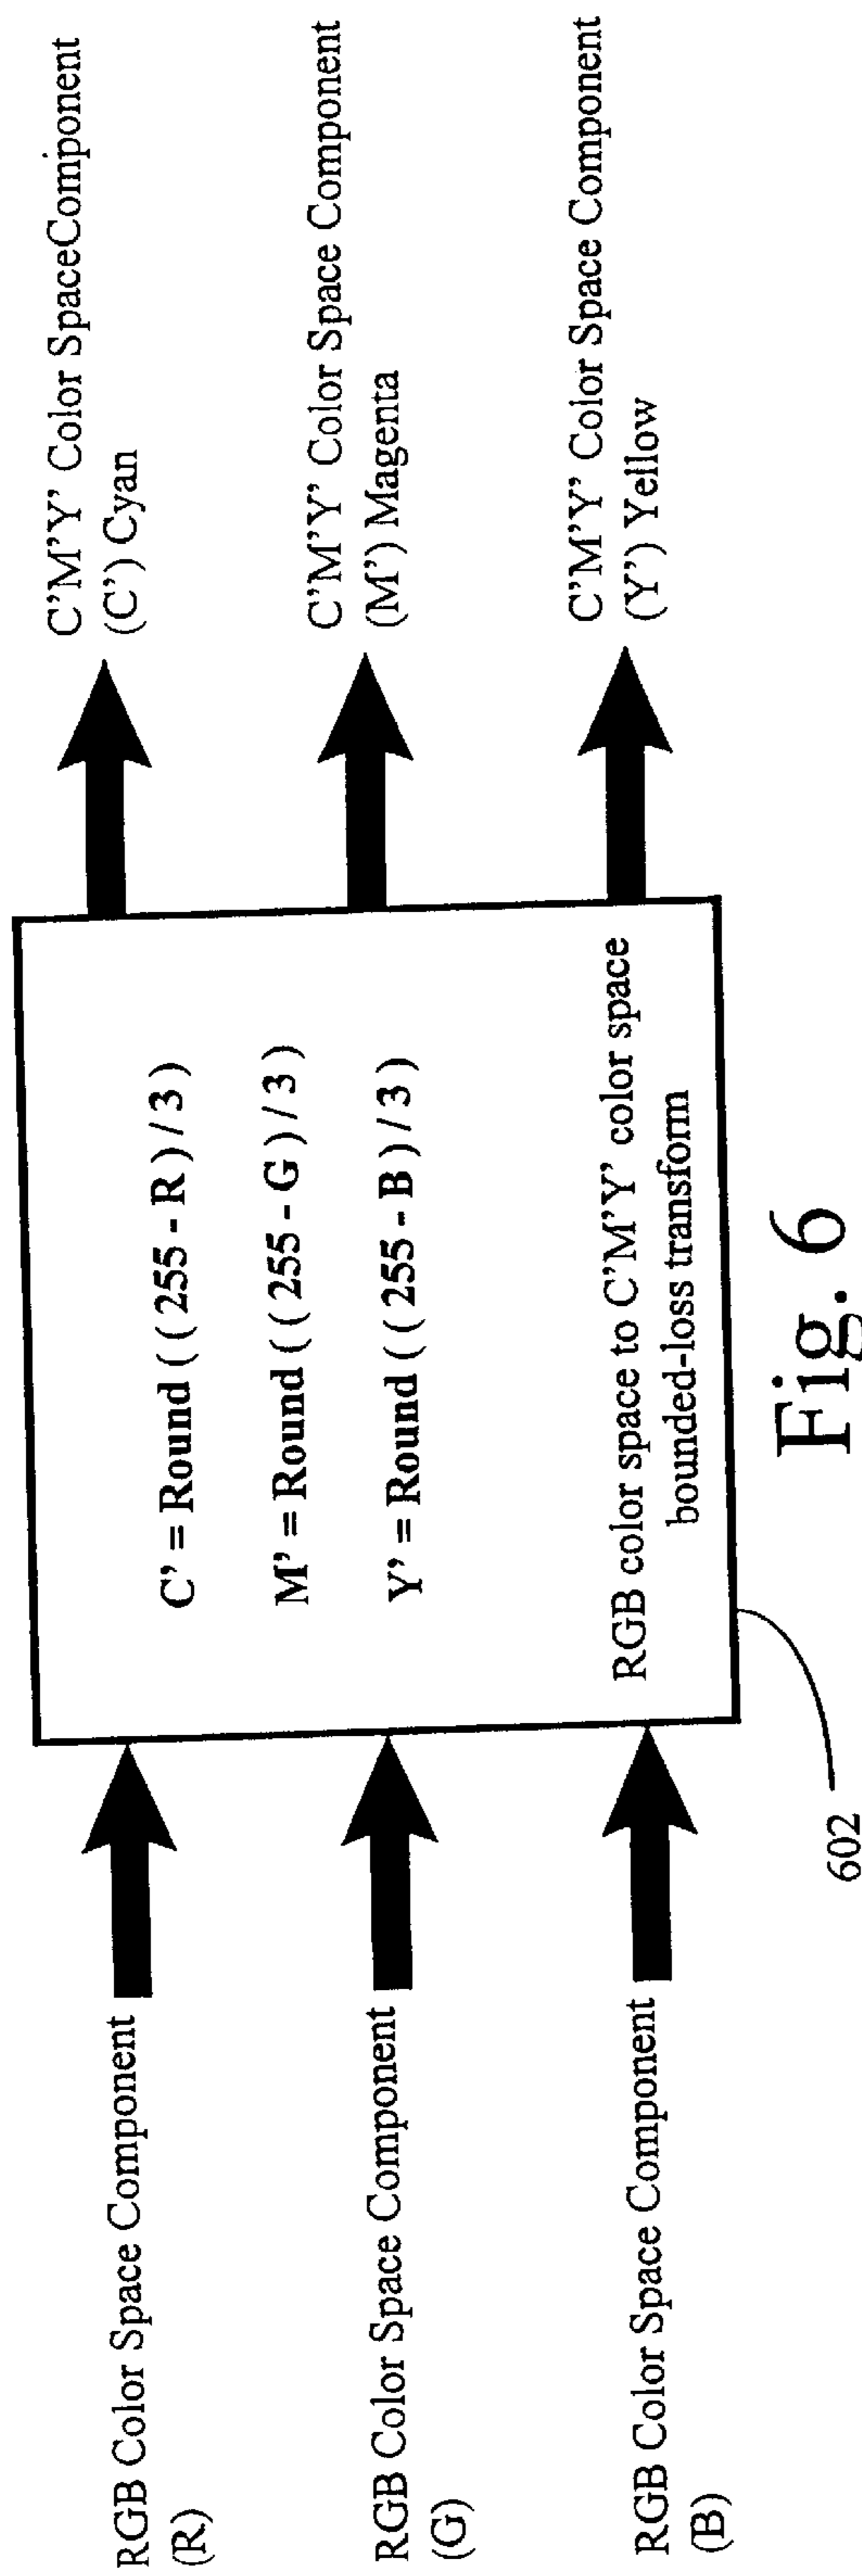 RGB Color Space Component
(R)
RGB Color Space Component
(G)
RGB Color Space Component
(B)
C' = Round ( ( 255 - R ) / 3 )
M' = Round ( ( 255 - G ) / 3 )
Y' = Round ( ( 255 - B ) / 3 )
RGB color space to C'M'Y' color space
bounded-loss transform
C'M'Y' Color SpaceComponent
(C') Cyan
C'M'Y' Color Space Component
(M') Magenta
C'M'Y' Color Space Component
(Y') Yellow
602
Fig. 6